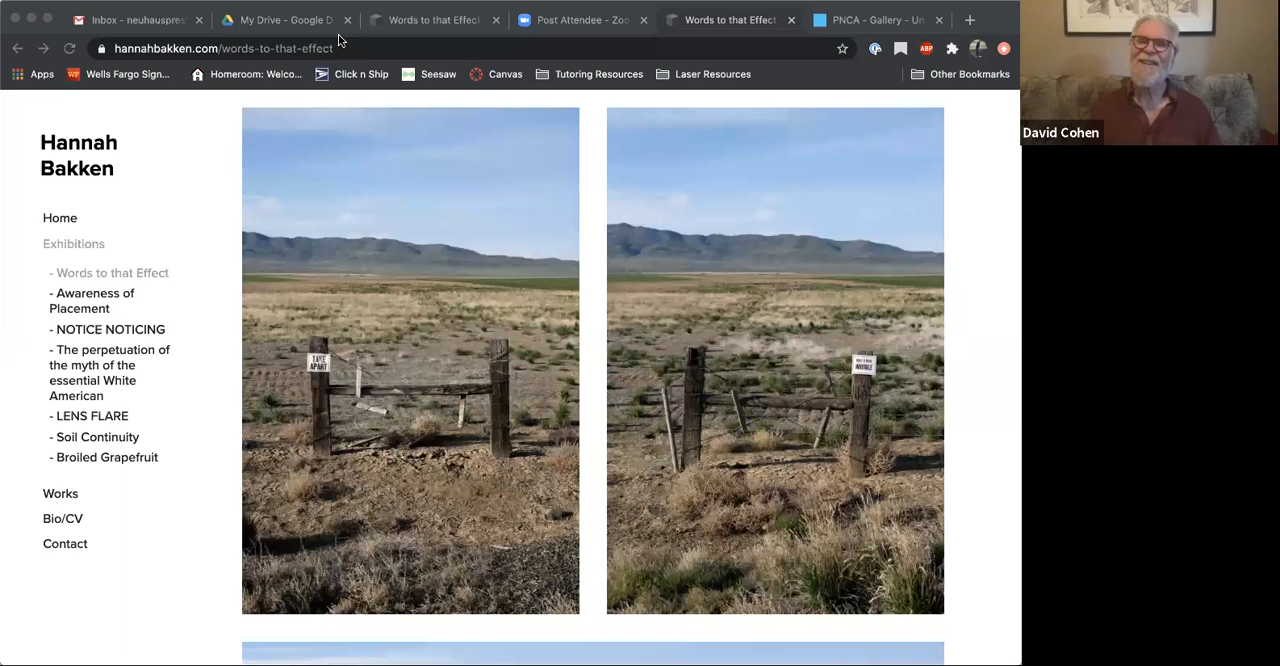 Inbox - neuhauspres
My Drive - Google D
Words to that Effect
Post Attendee - Zoo
Words to that Effect
PNCA - Gallery - Un
hannahbakken.com/words-to-that-effect
ABP
Apps
Wells Fargo Sign...
Homeroom: Welco...
Click n Ship
Seesaw
Canvas
Tutoring Resources
Laser Resources
Other Bookmarks
David Cohen
Hannah
Bakken
Home
Exhibitions
- Words to that Effect
- Awareness of
Placement
- NOTICE NOTICING
- The perpetuation of
the myth of the
essential White
American
- LENS FLARE
- Soil Continuity
- Broiled Grapefruit
Works
Bio/CV
Contact
TAKE
APART
INVISIBLE